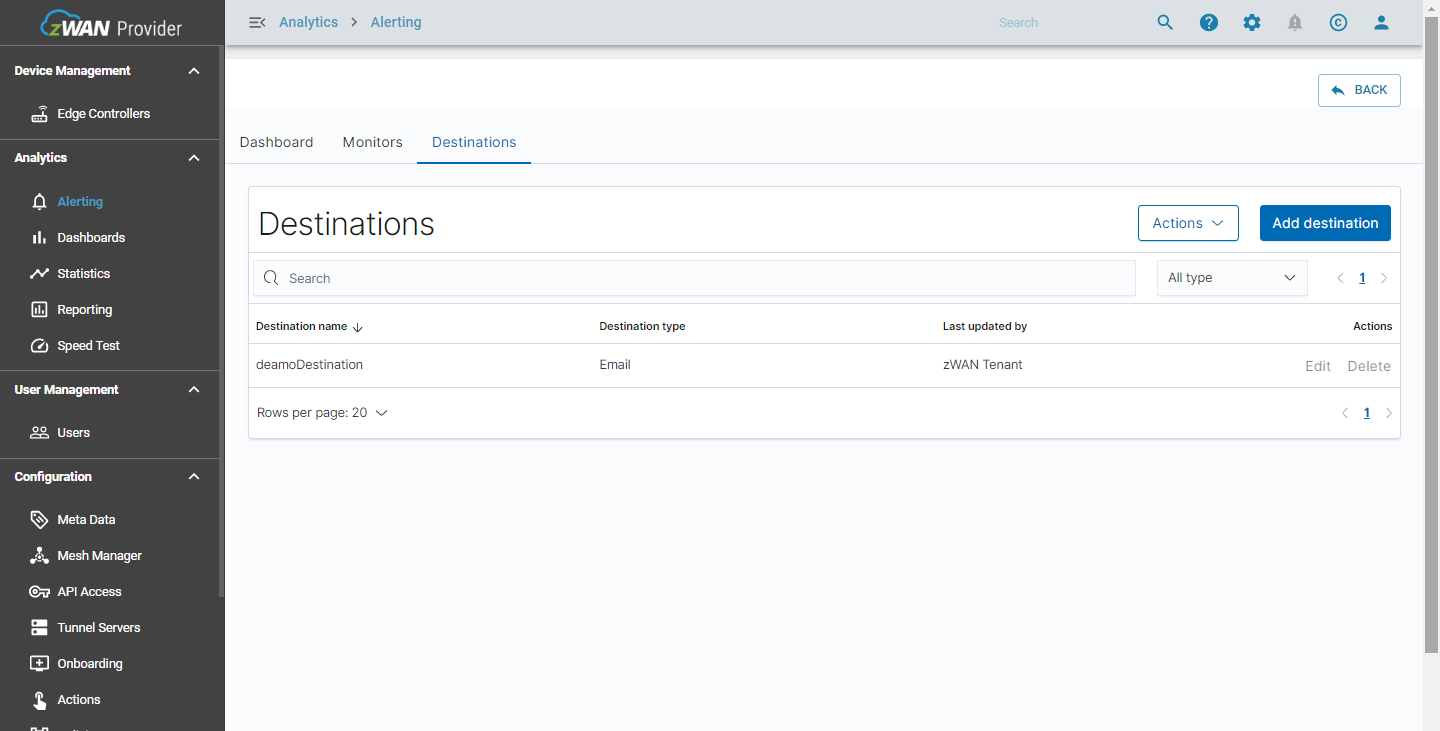 zWAN Provider
Analytics > Alerting
Search
Device Management
Edge Controllers
Analytics
Alerting
Dashboards
Statistics
Reporting
Speed Test
User Management
Users
Configuration
Meta Data
Mesh Manager
API Access
Tunnel Servers
Onboarding
Actions
BACK
Dashboard Monitors Destinations
Destinations
Actions Add destination
Search All type 1
Destination name Destination type Last updated by Actions
deamoDestination Email zWAN Tenant Edit Delete
Rows per page: 20 1